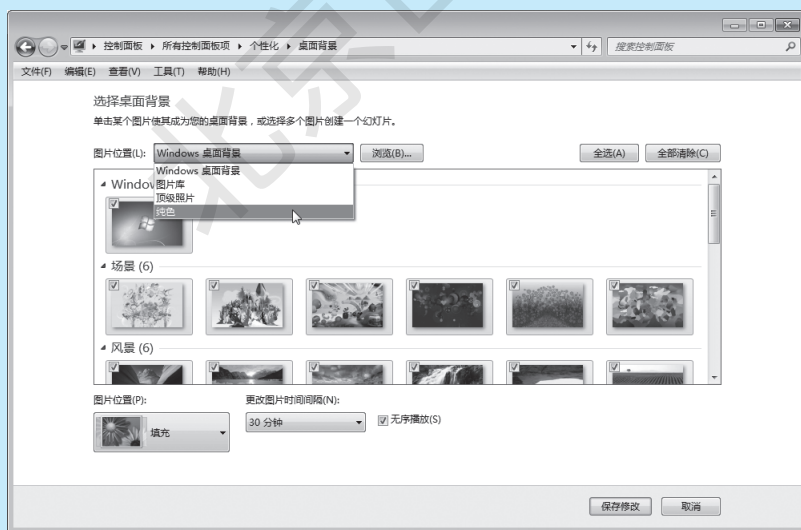 控制面板 ▸ 所有控制面板项 ▸ 个性化 ▸ 桌面背景
搜索控制面板
文件(F) 编辑(E) 查看(V) 工具(T) 帮助(H)
选择桌面背景
单击某个图片使其成为您的桌面背景，或选择多个图片创建一个幻灯片。
图片位置(L): Windows 桌面背景 浏览(B)... 全选(A) 全部清除(C)
Windows 桌面背景
图片库
顶级照片
纯色
场景 (6)
风景 (6)
图片位置(P): 更改图片时间间隔(N):
填充 30 分钟 无序播放(S)
保存修改 取消